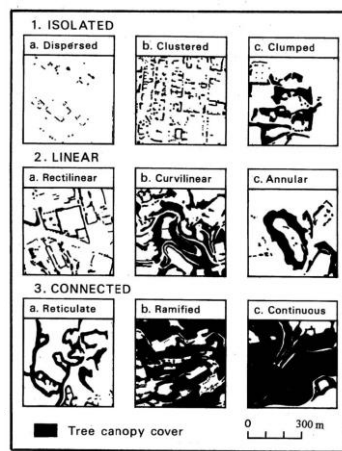 1. ISOLATED
a. Dispersed
b. Clustered
c. Clumped
2. LINEAR
a. Rectilinear
b. Curvilinear
c. Annular
3. CONNECTED
a. Reticulate
b. Ramified
c. Continuous
Tree canopy cover
0 300 m